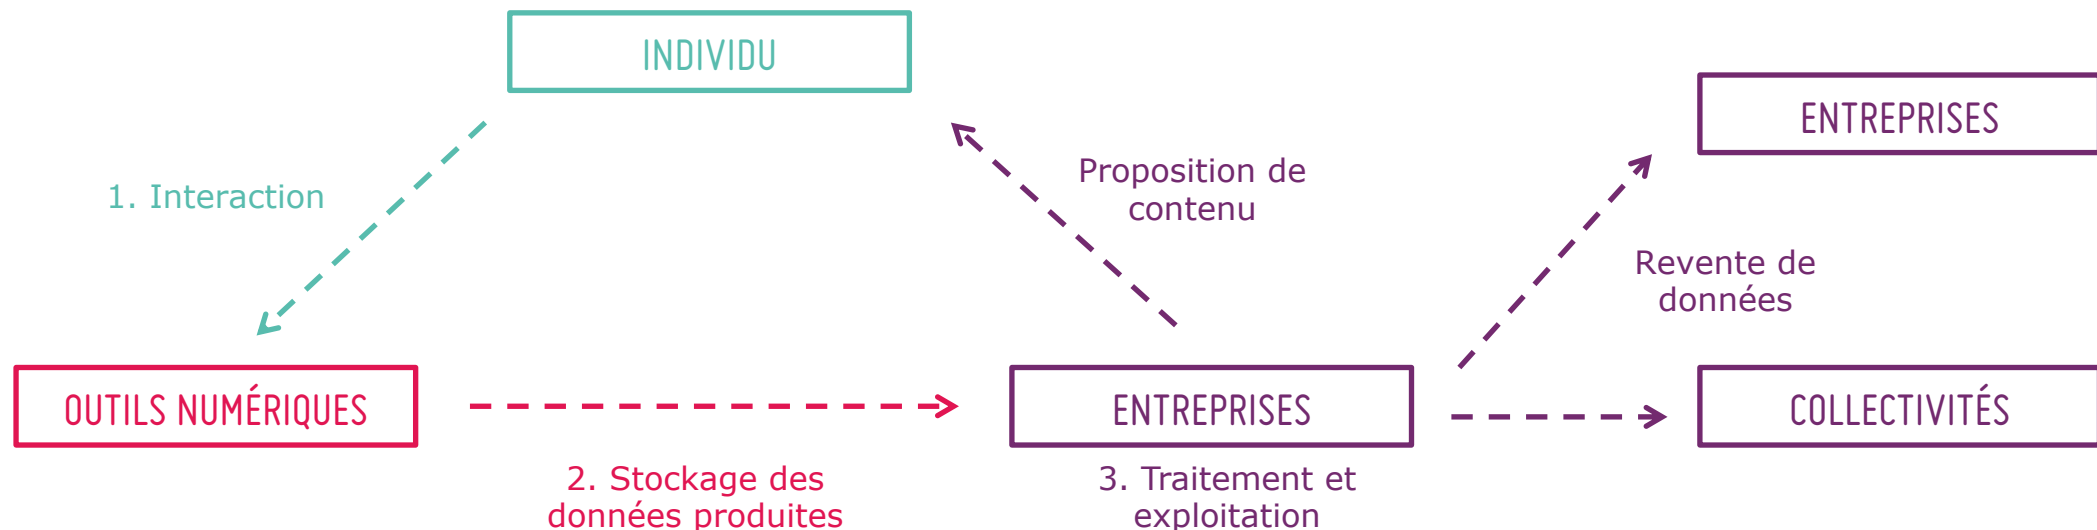 INDIVIDU
ENTREPRISES
1. Interaction
Proposition de
contenu
Revente de
données
OUTILS NUMÉRIQUES
ENTREPRISES
COLLECTIVITÉS
2. Stockage des
données produites
3. Traitement et
exploitation